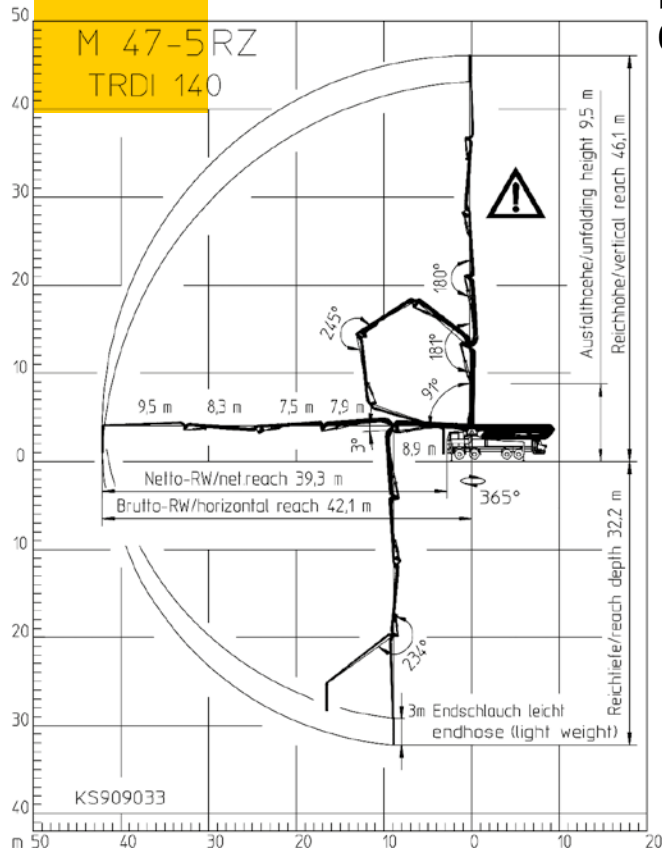 M 47-5RZ
TRDI 140
50
40
30
20
10
0
10
20
30
40
m 50 40 30 20 10 0 10 20
Austalthoehe/unfolding height 9,5 m
Reichhohe/vertical reach 46,1 m
180°
245°
181°
91°
9,5 m 8,3 m 7,5 m 7,9 m
3°
8,9 m
Netto-RW/net.reach 39,3 m
365°
Brutto-RW/horizontal reach 42,1 m
Reichtiefe/reach depth 32,2 m
234°
3m Endschlauch leicht
endhose (light weight)
KS909033